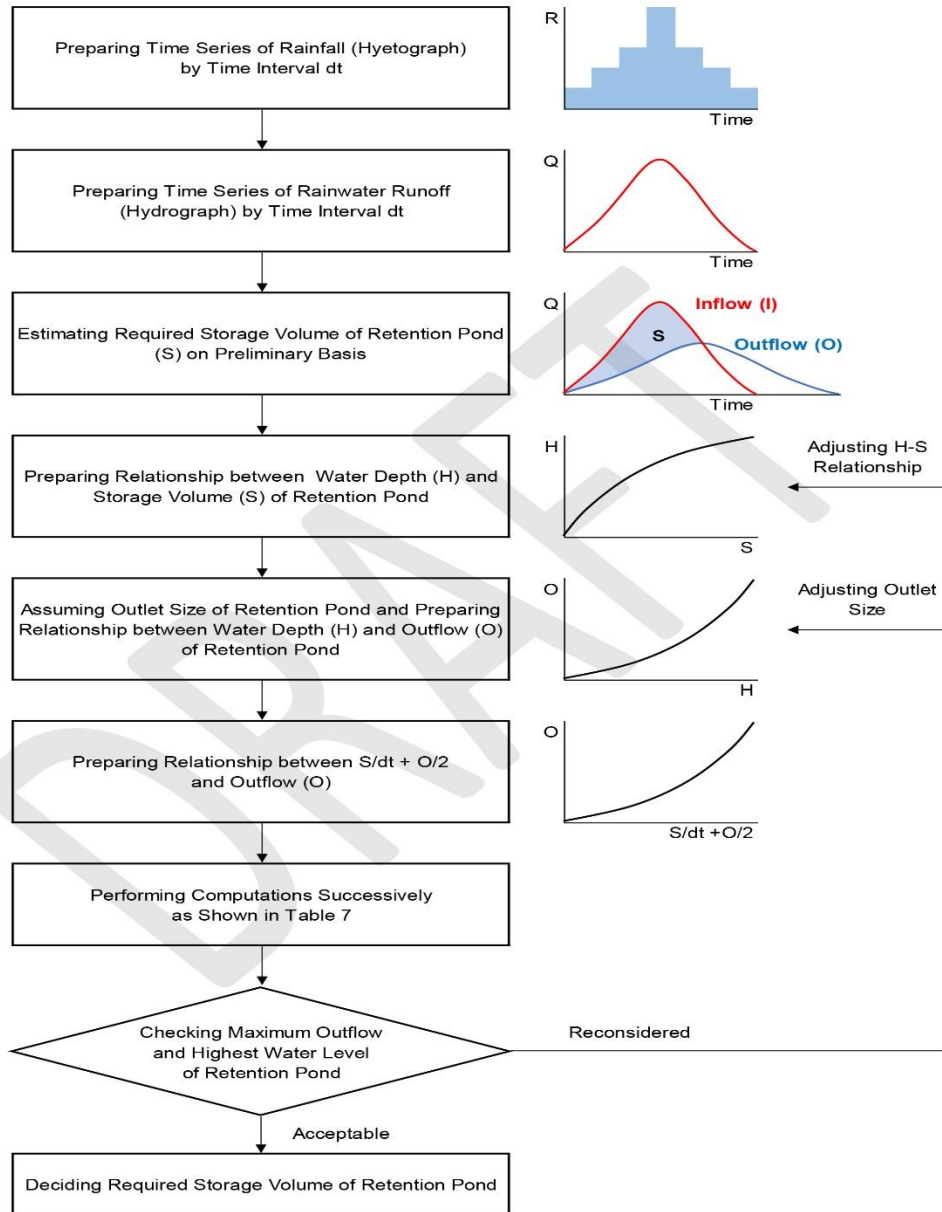 Preparing Time Series of Rainfall (Hyetograph)
by Time Interval dt
R
Time
Preparing Time Series of Rainwater Runoff
(Hydrograph) by Time Interval dt
Q
Time
Estimating Required Storage Volume of Retention Pond
(S) on Preliminary Basis
Q
Inflow (I)
S
Outflow (O)
Time
Preparing Relationship between Water Depth (H) and
Storage Volume (S) of Retention Pond
H
S
Adjusting H-S
Relationship
Assuming Outlet Size of Retention Pond and Preparing
Relationship between Water Depth (H) and Outflow (O)
of Retention Pond
O
H
Adjusting Outlet
Size
Preparing Relationship between S/dt + O/2
and Outflow (O)
O
S/dt +O/2
Performing Computations Successively
as Shown in Table 7
Checking Maximum Outflow
and Highest Water Level
of Retention Pond
Reconsidered
Acceptable
Deciding Required Storage Volume of Retention Pond
DRAFT